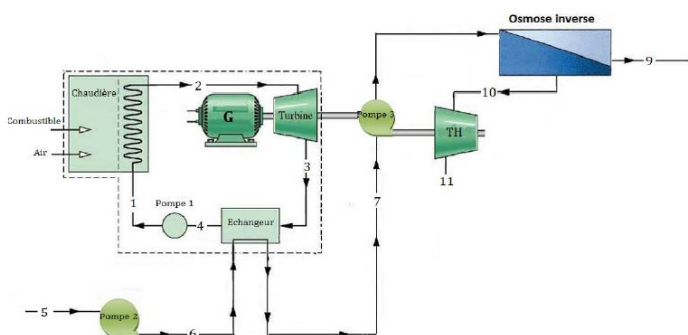 Osmose inverse
2
Chaudière
Combustible
Air
G
Turbine
Pompe 3
TH
9
10
11
3
1
Pompe 1
4
Echangeur
7
5
Pompe 2
6